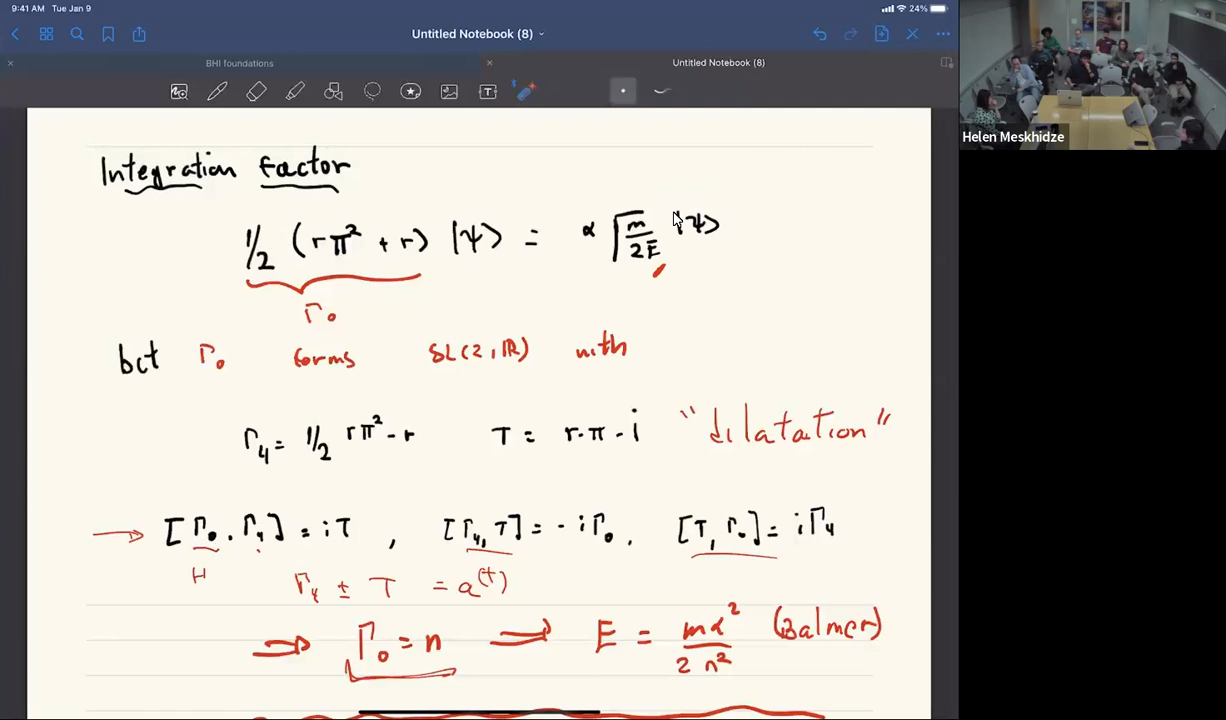 9:41 AM Tue Jan 9
24%
Untitled Notebook (8)
BHI foundations
Untitled Notebook (8)
Helen Meskhidze
Integration factor
1/2 (rπ² + r) |ψ⟩ = α √(m/2E) |ψ⟩
Γ₀
but Γ₀ forms SL(2,ℝ) with
Γ₄ = 1/2 rπ² - r T = r·π - i "dilatation"
→ [Γ₀, Γ₄] = iT, [Γ₄, T] = -iΓ₀, [T, Γ₀] = iΓ₄
H Γ₄ ± T = a^(†)
⇒ Γ₀ = n ⇒ E = mα²/2n² (Balmer)